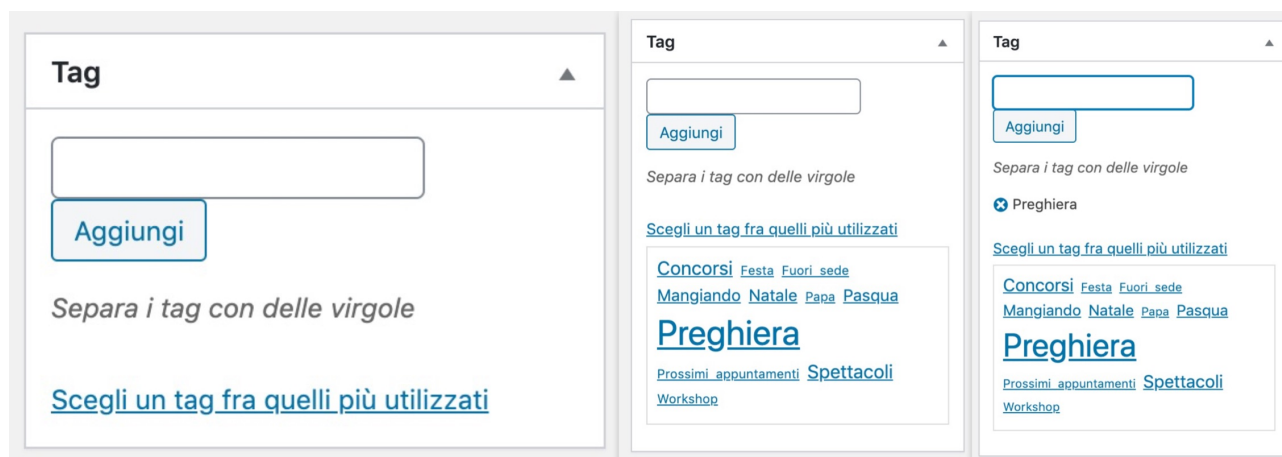 Tag
Aggiungi
Separa i tag con delle virgole
Scegli un tag fra quelli più utilizzati
Tag
Aggiungi
Separa i tag con delle virgole
Scegli un tag fra quelli più utilizzati
Concorsi Festa Fuori sede
Mangiando Natale Papa Pasqua
Preghiera
Prossimi appuntamenti Spettacoli
Workshop
Tag
Aggiungi
Separa i tag con delle virgole
Preghiera
Scegli un tag fra quelli più utilizzati
Concorsi Festa Fuori sede
Mangiando Natale Papa Pasqua
Preghiera
Prossimi appuntamenti Spettacoli
Workshop